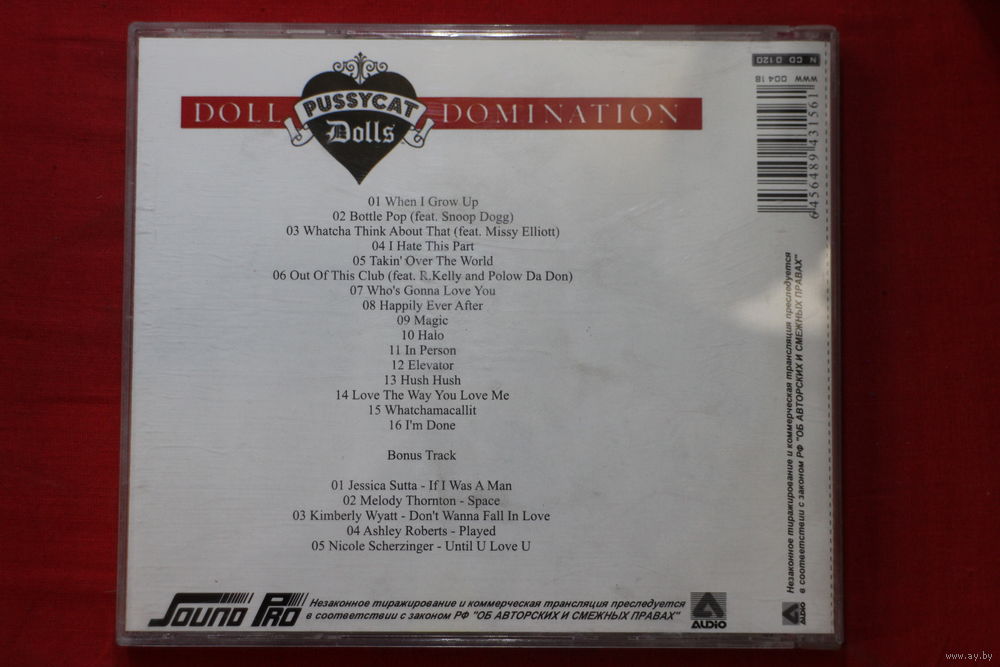 DOLL PUSSYCAT Dolls DOMINATION
01 When I Grow Up
02 Bottle Pop (feat. Snoop Dogg)
03 Whatcha Think About That (feat. Missy Elliott)
04 I Hate This Part
05 Takin' Over The World
06 Out Of This Club (feat. R.Kelly and Polow Da Don)
07 Who's Gonna Love You
08 Happily Ever After
09 Magic
10 Halo
11 In Person
12 Elevator
13 Hush Hush
14 Love The Way You Love Me
15 Whatchamacallit
16 I'm Done
Bonus Track
01 Jessica Sutta - If I Was A Man
02 Melody Thornton - Space
03 Kimberly Wyatt - Don't Wanna Fall In Love
04 Ashley Roberts - Played
05 Nicole Scherzinger - Until U Love U
SOUND PRO
Незаконное тиражирование и коммерческая трансляция преследуется
в соответствии с законом РФ "ОБ АВТОРСКИХ И СМЕЖНЫХ ПРАВАХ"
AUDIO
N CD 0120
www 00418
6456489431561
Незаконное тиражирование и коммерческая трансляция преследуется
в соответствии с законом РФ "ОБ АВТОРСКИХ И СМЕЖНЫХ ПРАВАХ"
AUDIO
www.ay.by